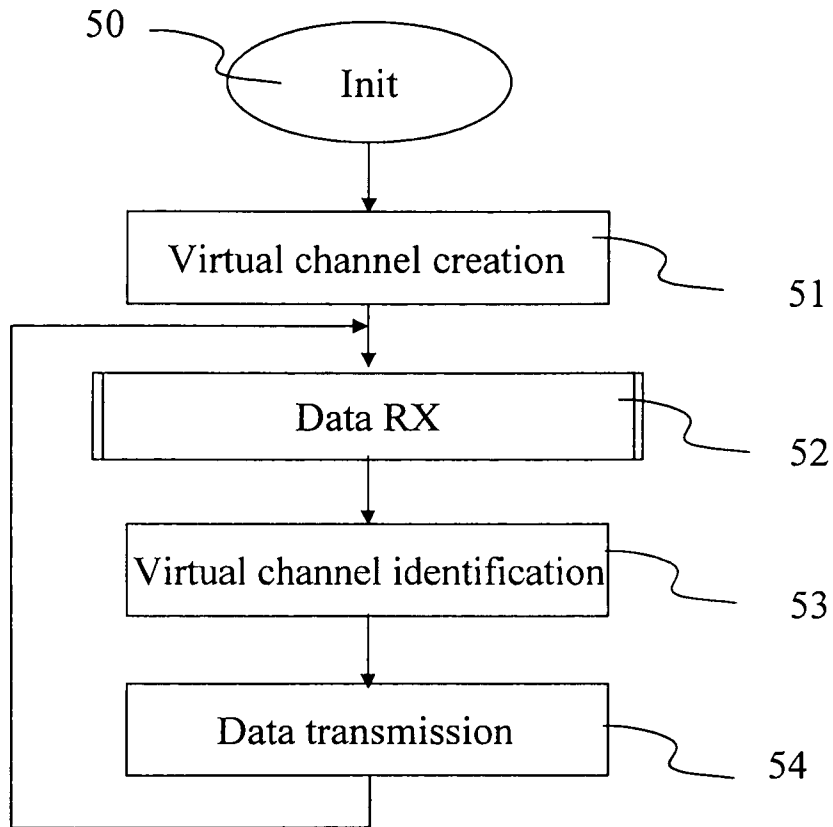 50
Init
Virtual channel creation
51
Data RX
52
Virtual channel identification
53
Data transmission
54